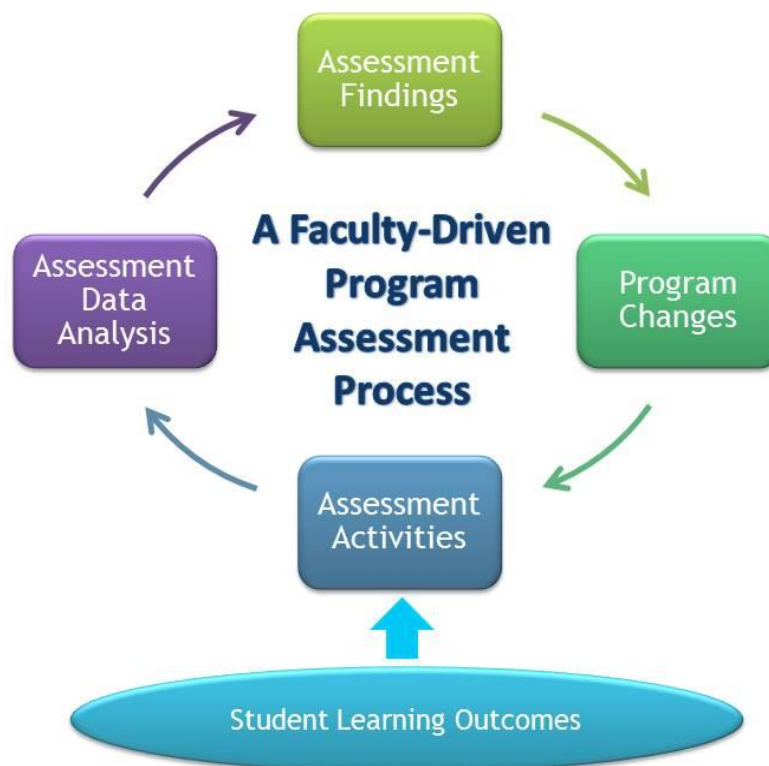 Assessment
Findings
A Faculty-Driven
Program
Assessment
Process
Assessment
Data
Analysis
Program
Changes
Assessment
Activities
Student Learning Outcomes